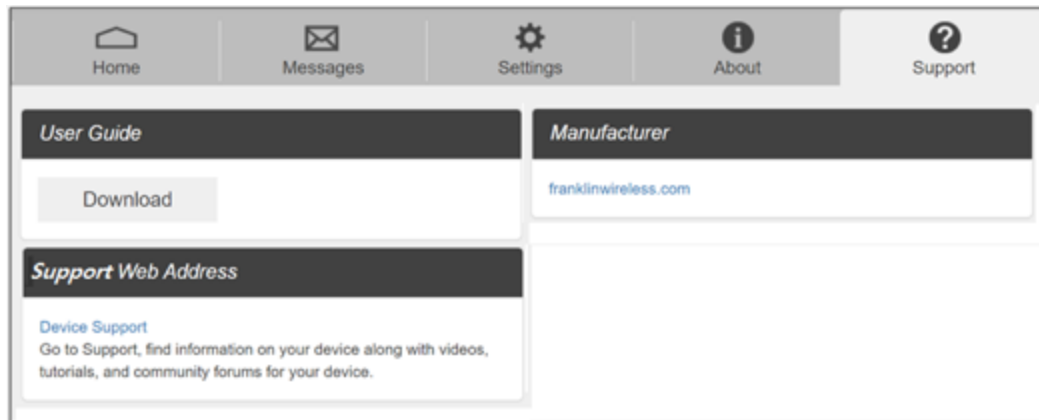 Home
Messages
Settings
About
Support
User Guide
Download
Manufacturer
franklinwireless.com
Support Web Address
Device Support
Go to Support, find information on your device along with videos,
tutorials, and community forums for your device.